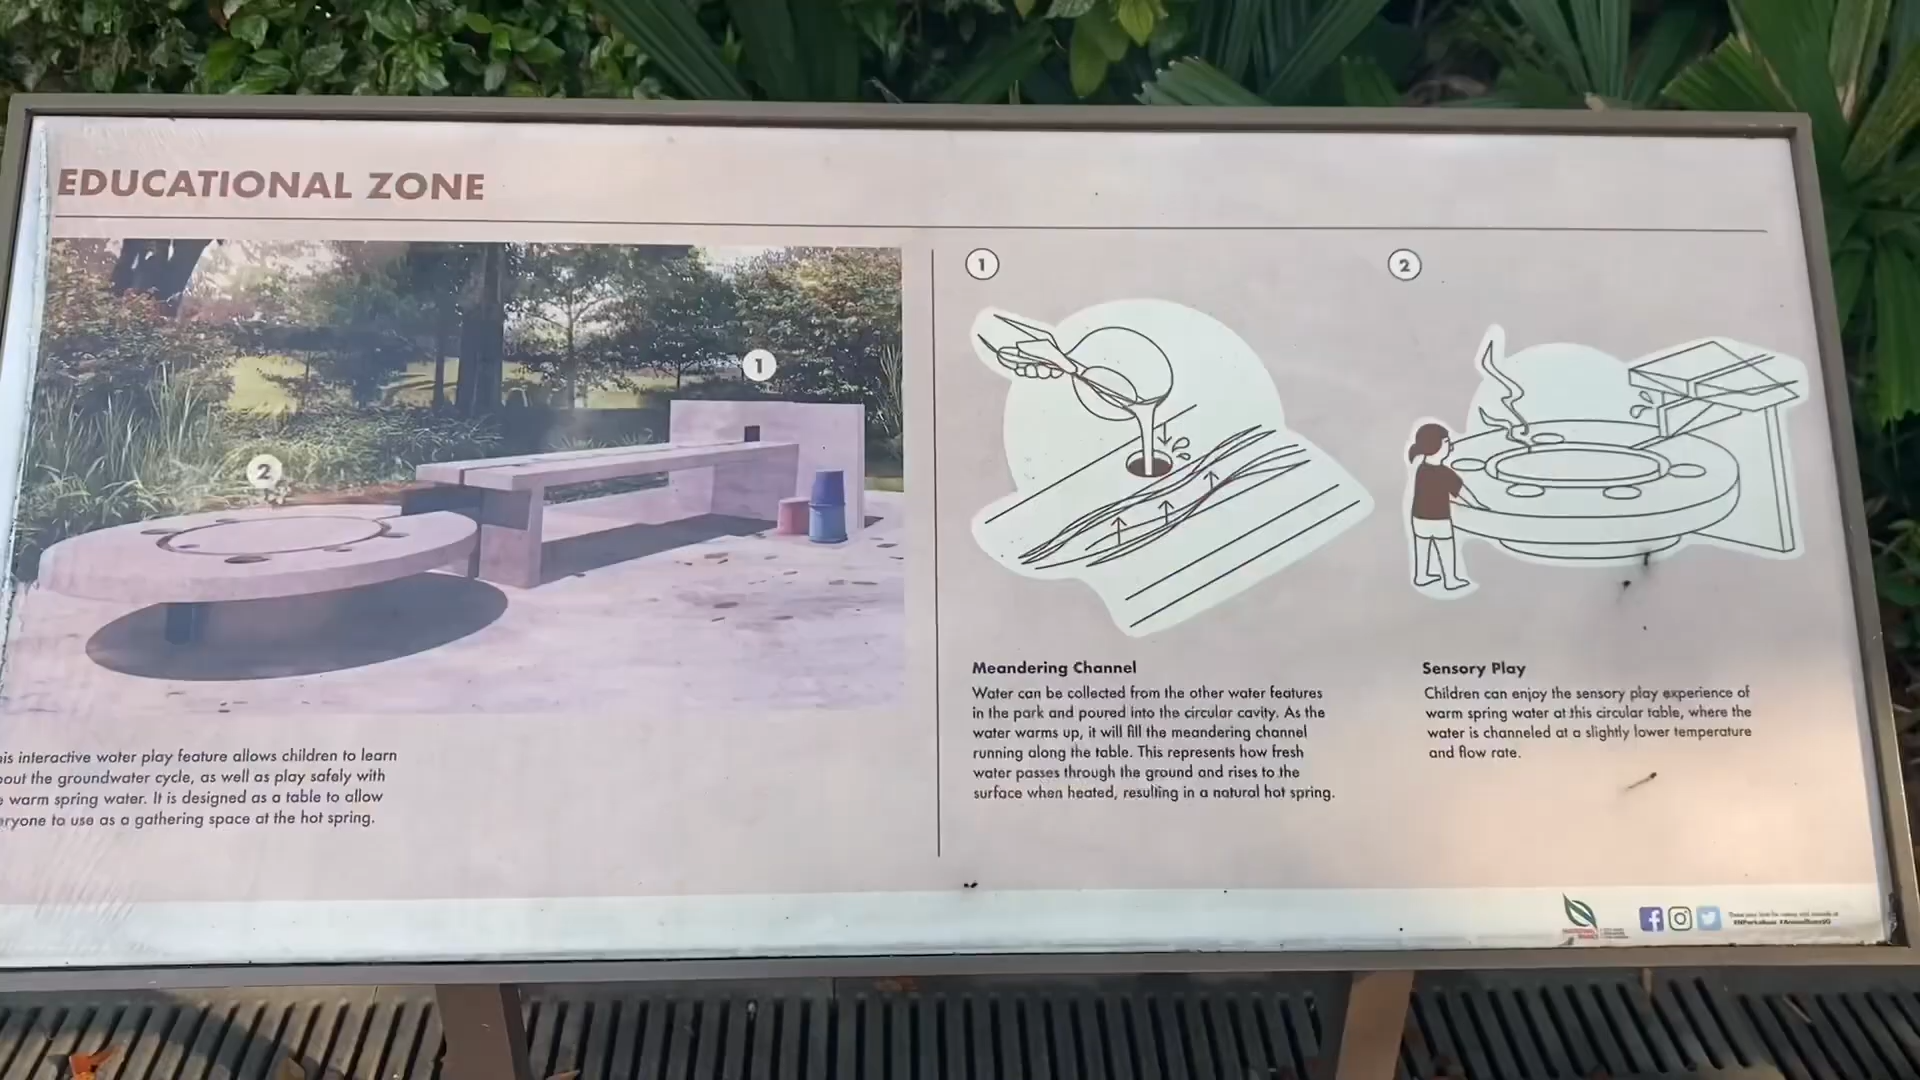 EDUCATIONAL ZONE
1
2
is interactive water play feature allows children to learn
out the groundwater cycle, as well as play safely with
warm spring water. It is designed as a table to allow
ryone to use as a gathering space at the hot spring.
1
Meandering Channel
Water can be collected from the other water features
in the park and poured into the circular cavity. As the
water warms up, it will fill the meandering channel
running along the table. This represents how fresh
water passes through the ground and rises to the
surface when heated, resulting in a natural hot spring.
2
Sensory Play
Children can enjoy the sensory play experience of
warm spring water at this circular table, where the
water is channeled at a slightly lower temperature
and flow rate.